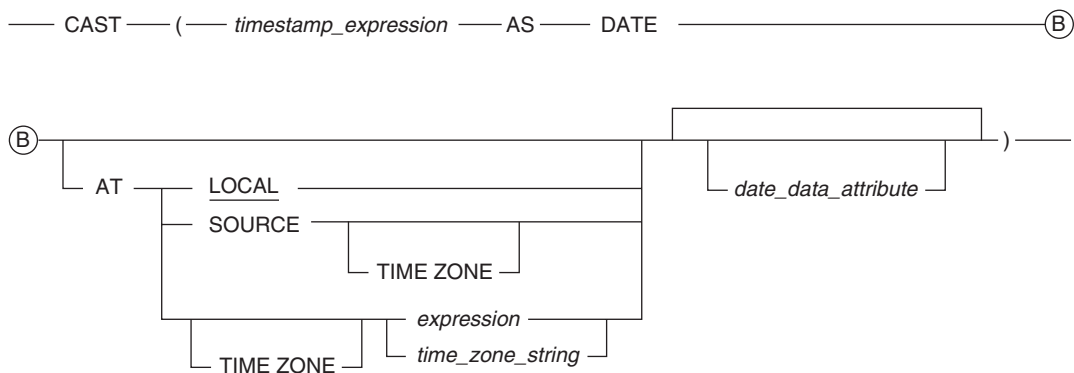 CAST ( timestamp_expression AS DATE B
B )
AT LOCAL date_data_attribute
SOURCE
TIME ZONE
expression
TIME ZONE time_zone_string